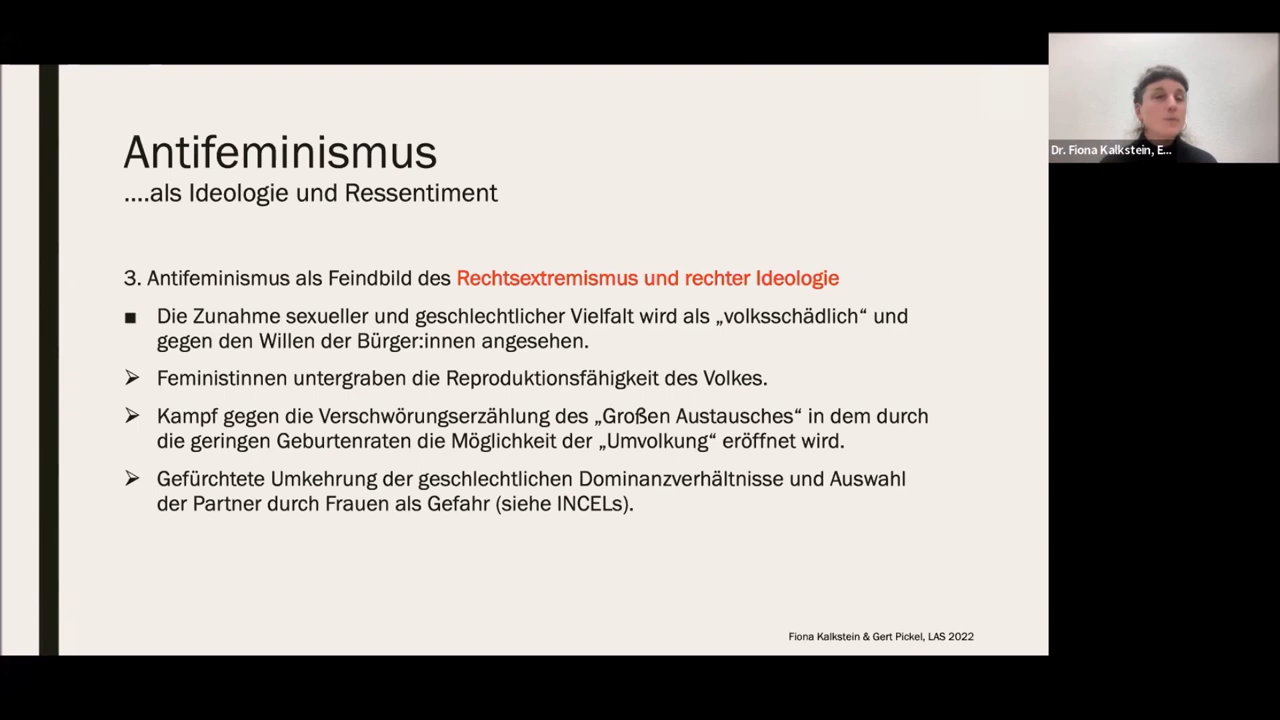 Antifeminismus
....als Ideologie und Ressentiment
3. Antifeminismus als Feindbild des Rechtsextremismus und rechter Ideologie
■ Die Zunahme sexueller und geschlechtlicher Vielfalt wird als „volksschädlich“ und
gegen den Willen der Bürger:innen angesehen.
➢ Feministinnen untergraben die Reproduktionsfähigkeit des Volkes.
➢ Kampf gegen die Verschwörungserzählung des „Großen Austausches“ in dem durch
die geringen Geburtenraten die Möglichkeit der „Umvolkung“ eröffnet wird.
➢ Gefürchtete Umkehrung der geschlechtlichen Dominanzverhältnisse und Auswahl
der Partner durch Frauen als Gefahr (siehe INCELs).
Fiona Kalkstein & Gert Pickel, LAS 2022
Dr. Fiona Kalkstein, E...